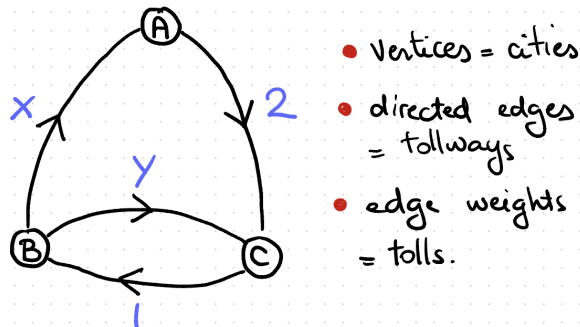 A
X
2
Y
B
C
1
• vertices = cities
• directed edges
= tollways
• edge weights
= tolls.